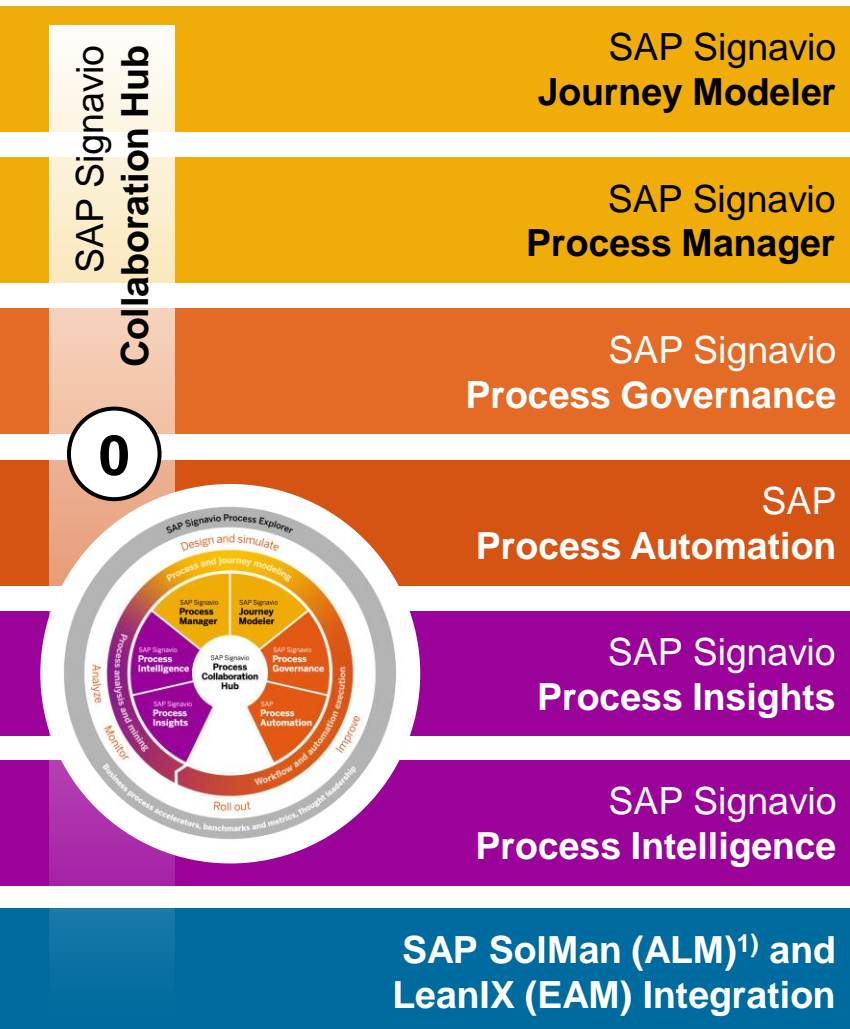 SAP Signavio
Collaboration Hub
0
SAP Signavio
Journey Modeler
SAP Signavio
Process Manager
SAP Signavio
Process Governance
SAP
Process Automation
SAP Signavio
Process Insights
SAP Signavio
Process Intelligence
SAP SolMan (ALM)1) and
LeanIX (EAM) Integration
SAP Signavio Process Explorer
Design and simulate
Process and journey modeling
SAP Signavio
Process
Manager
SAP Signavio
Journey
Modeler
SAP Signavio
Process
Intelligence
SAP Signavio
Process
Collaboration
Hub
SAP Signavio
Process
Governance
SAP Signavio
Process
Insights
SAP
Process
Automation
Process analysis and mining
Workflow and automation execution
Analyze
Monitor
Improve
Roll out
Business process accelerators, benchmarks and metrics, thought leadership